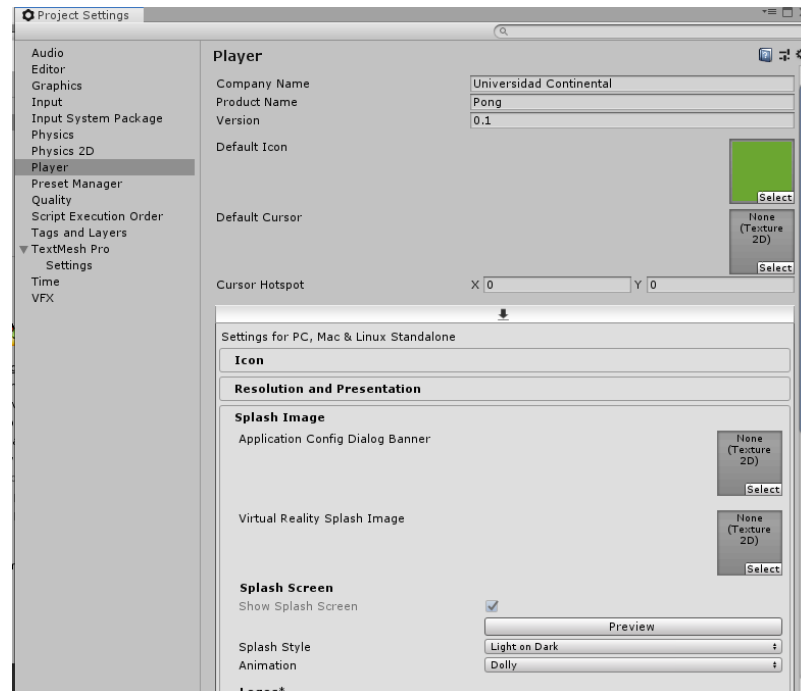 Project Settings
Audio
Editor
Graphics
Input
Input System Package
Physics
Physics 2D
Player
Preset Manager
Quality
Script Execution Order
Tags and Layers
TextMesh Pro
Settings
Time
VFX
Player
Company Name Universidad Continental
Product Name Pong
Version 0.1
Default Icon
Select
Default Cursor
None
(Texture
2D)
Select
Cursor Hotspot X 0 Y 0
Settings for PC, Mac & Linux Standalone
Icon
Resolution and Presentation
Splash Image
Application Config Dialog Banner
None
(Texture
2D)
Select
Virtual Reality Splash Image
None
(Texture
2D)
Select
Splash Screen
Show Splash Screen
Preview
Splash Style Light on Dark
Animation Dolly